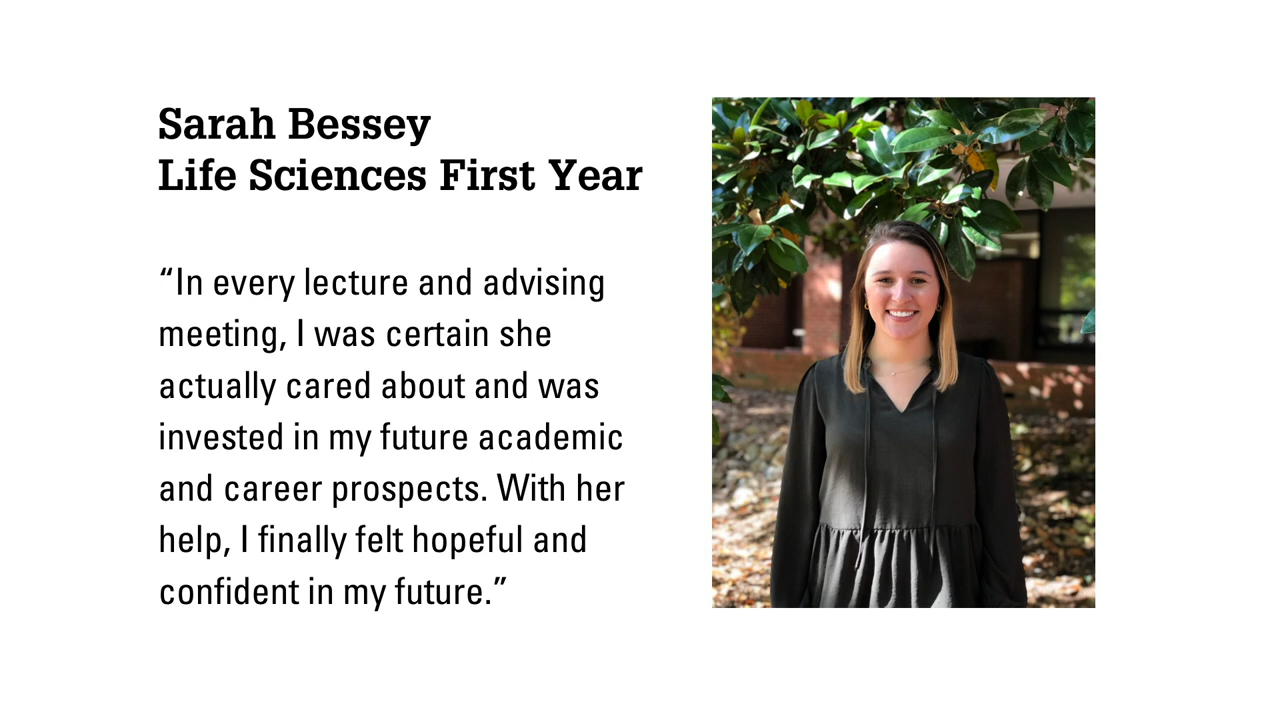 Sarah Bessey
Life Sciences First Year
“In every lecture and advising
meeting, I was certain she
actually cared about and was
invested in my future academic
and career prospects. With her
help, I finally felt hopeful and
confident in my future.”